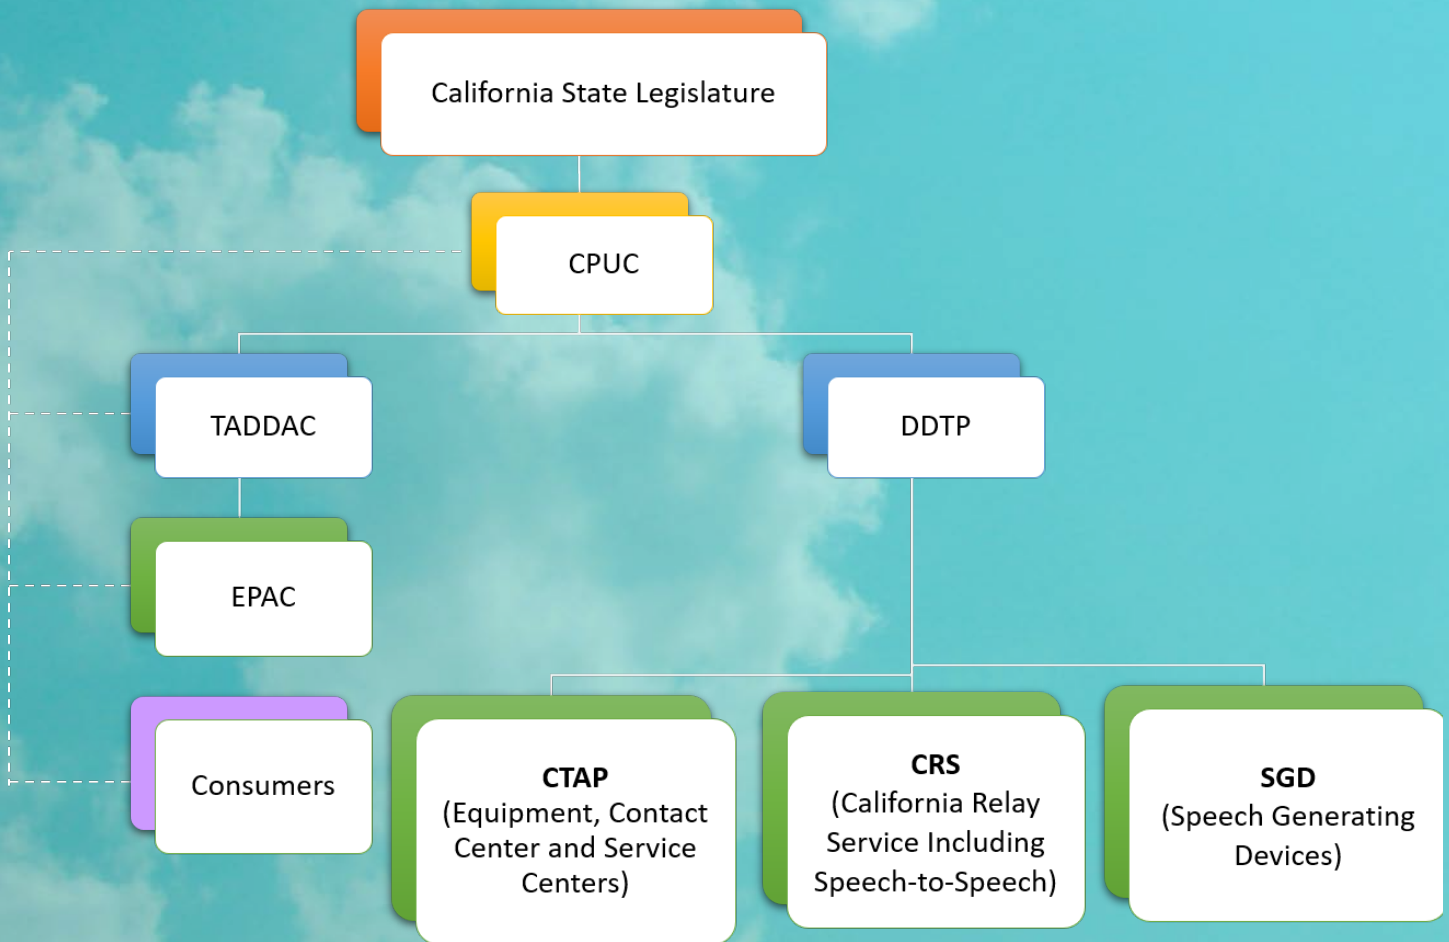 California State Legislature
CPUC
TADDAC
DDTP
EPAC
Consumers
CTAP
(Equipment, Contact
Center and Service
Centers)
CRS
(California Relay
Service Including
Speech-to-Speech)
SGD
(Speech Generating
Devices)